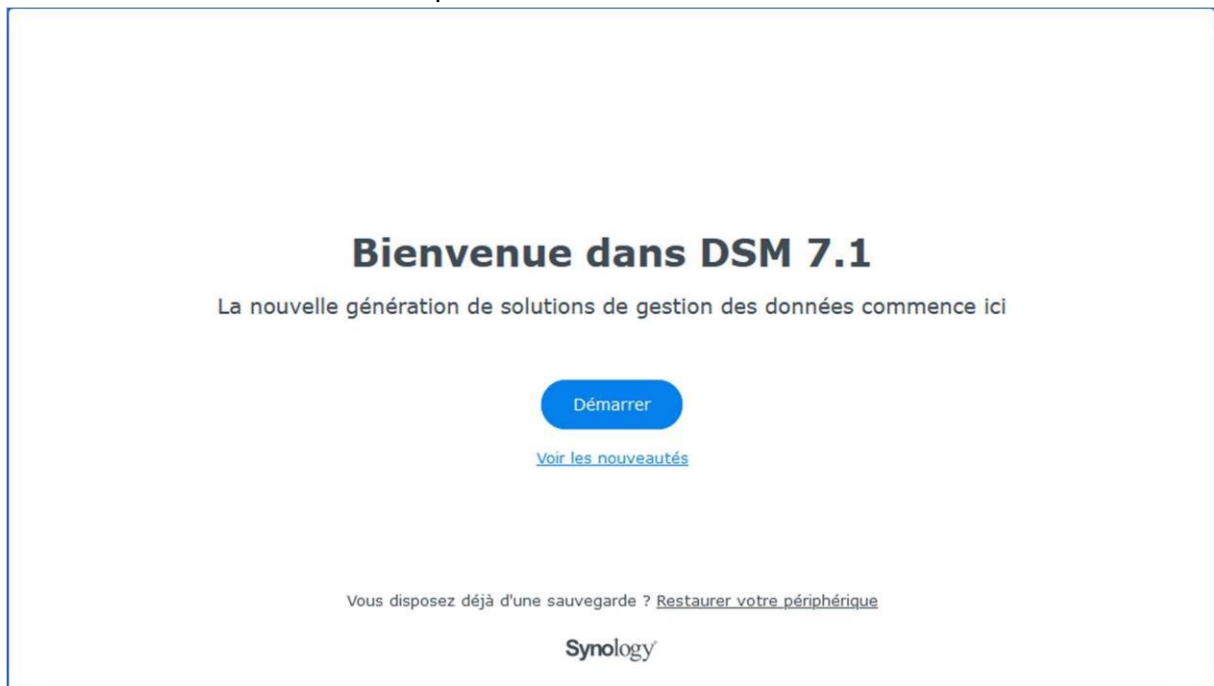 Bienvenue dans DSM 7.1
La nouvelle génération de solutions de gestion des données commence ici
Démarrer
Voir les nouveautés
Vous disposez déjà d'une sauvegarde ? Restaurer votre périphérique
Synology